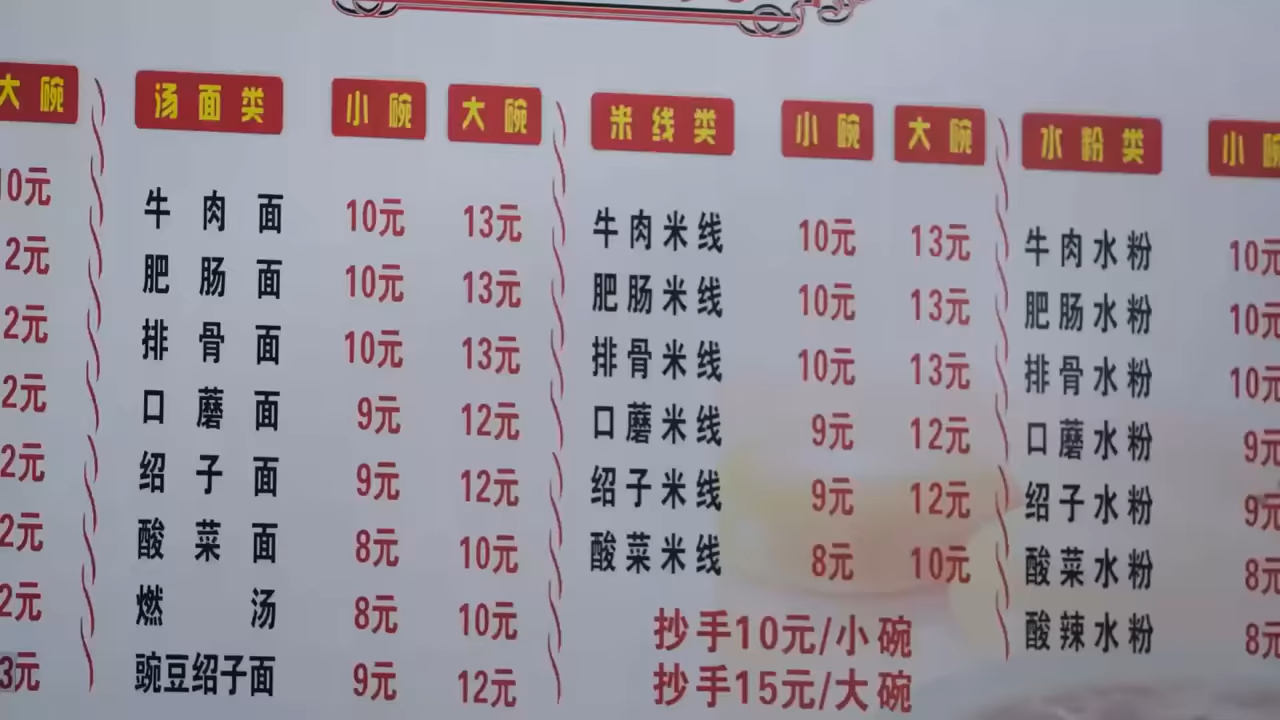 大碗
2元
2元
2元
2元
2元
2元
3元
汤面类 小碗 大碗
牛肉面 10元 13元
肥肠面 10元 13元
排骨面 10元 13元
口蘑面 9元 12元
绍子面 9元 12元
酸菜面 8元 10元
燃汤 8元 10元
豌豆绍子面 9元 12元
米线类 小碗 大碗
牛肉米线 10元 13元
肥肠米线 10元 13元
排骨米线 10元 13元
口蘑米线 9元 12元
绍子米线 9元 12元
酸菜米线 8元 10元
抄手10元/小碗
抄手15元/大碗
水粉类 小碗
牛肉水粉 10元
肥肠水粉 10元
排骨水粉 10元
口蘑水粉 9元
绍子水粉 9元
酸菜水粉 8元
酸辣水粉 8元